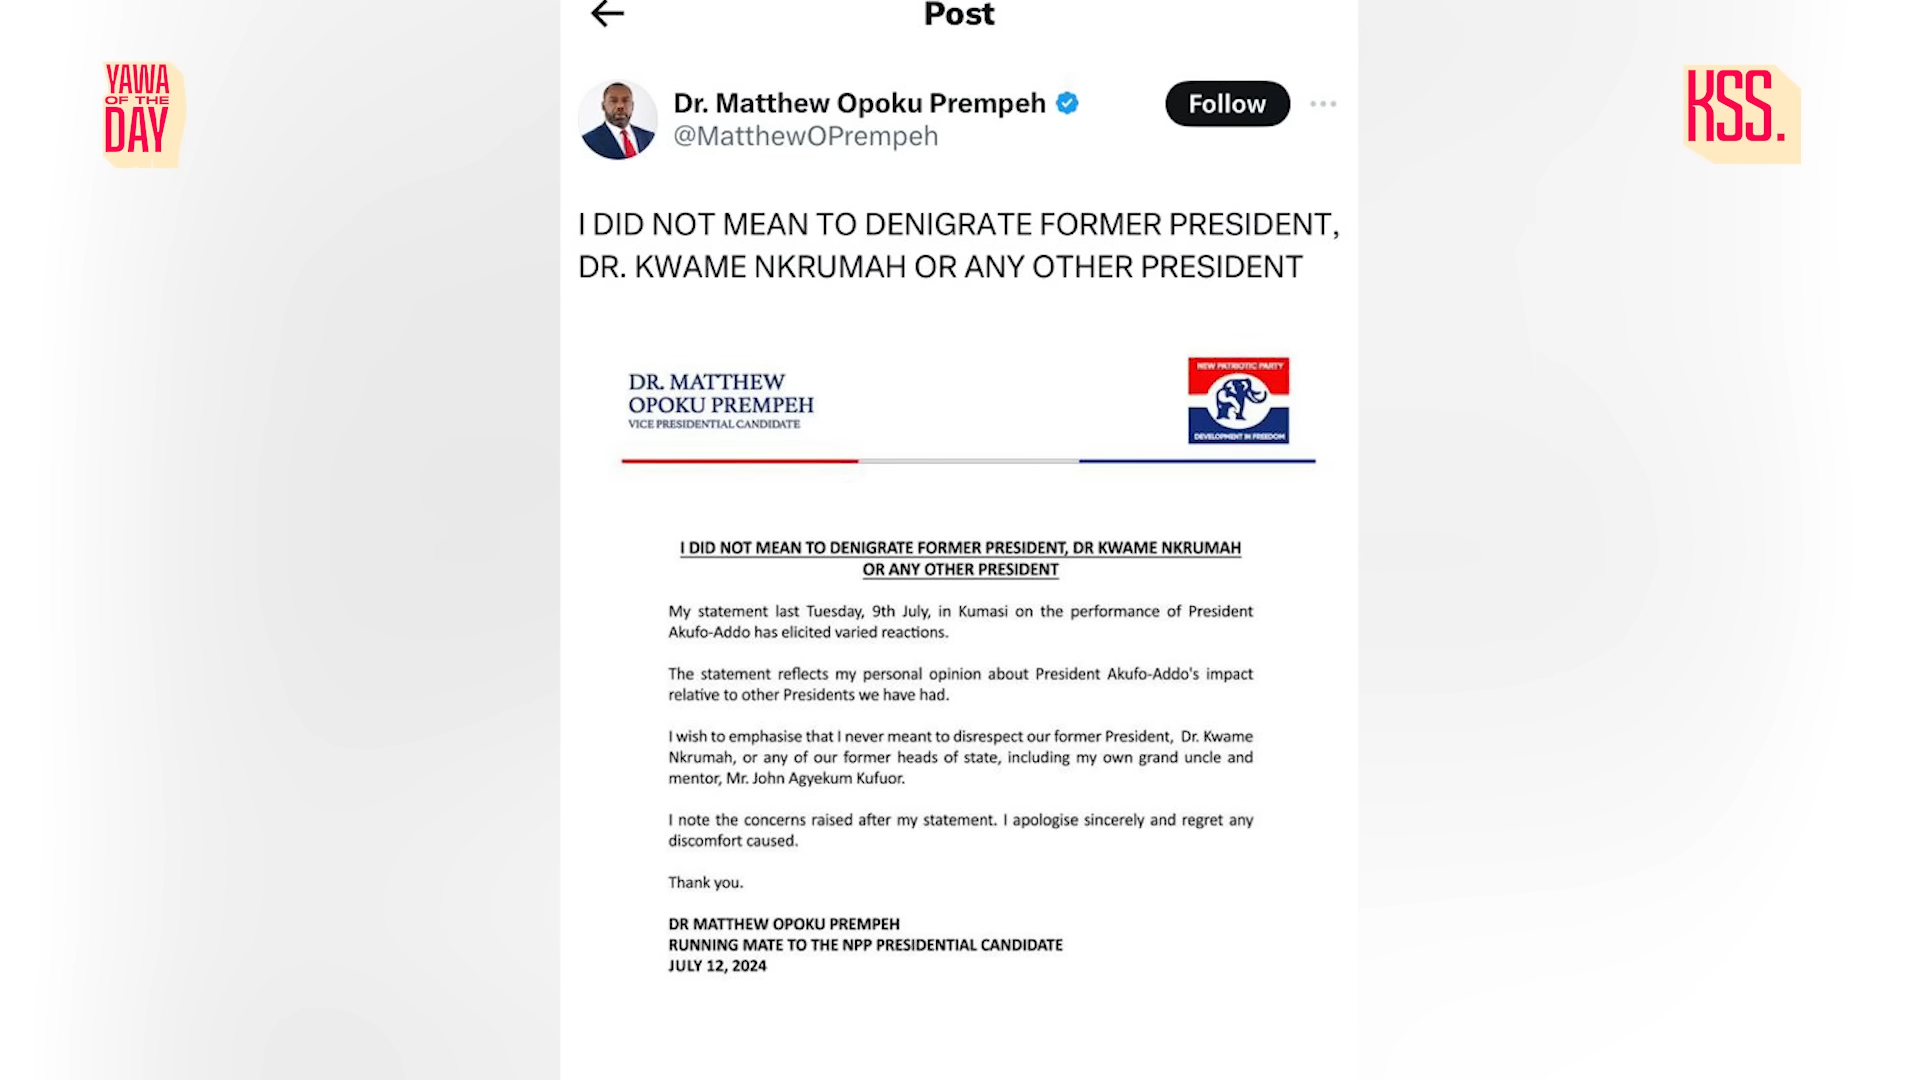 Post
YAWA
OF THE
DAY
KSS.
Dr. Matthew Opoku Prempeh
@MatthewOPrempeh
Follow
I DID NOT MEAN TO DENIGRATE FORMER PRESIDENT,
DR. KWAME NKRUMAH OR ANY OTHER PRESIDENT
DR. MATTHEW
OPOKU PREMPEH
VICE PRESIDENTIAL CANDIDATE
NEW PATRIOTIC PARTY
DEVELOPMENT IN FREEDOM
I DID NOT MEAN TO DENIGRATE FORMER PRESIDENT, DR KWAME NKRUMAH
OR ANY OTHER PRESIDENT
My statement last Tuesday, 9th July, in Kumasi on the performance of President
Akufo-Addo has elicited varied reactions.
The statement reflects my personal opinion about President Akufo-Addo's impact
relative to other Presidents we have had.
I wish to emphasise that I never meant to disrespect our former President, Dr. Kwame
Nkrumah, or any of our former heads of state, including my own grand uncle and
mentor, Mr. John Agyekum Kufuor.
I note the concerns raised after my statement. I apologise sincerely and regret any
discomfort caused.
Thank you.
DR MATTHEW OPOKU PREMPEH
RUNNING MATE TO THE NPP PRESIDENTIAL CANDIDATE
JULY 12, 2024